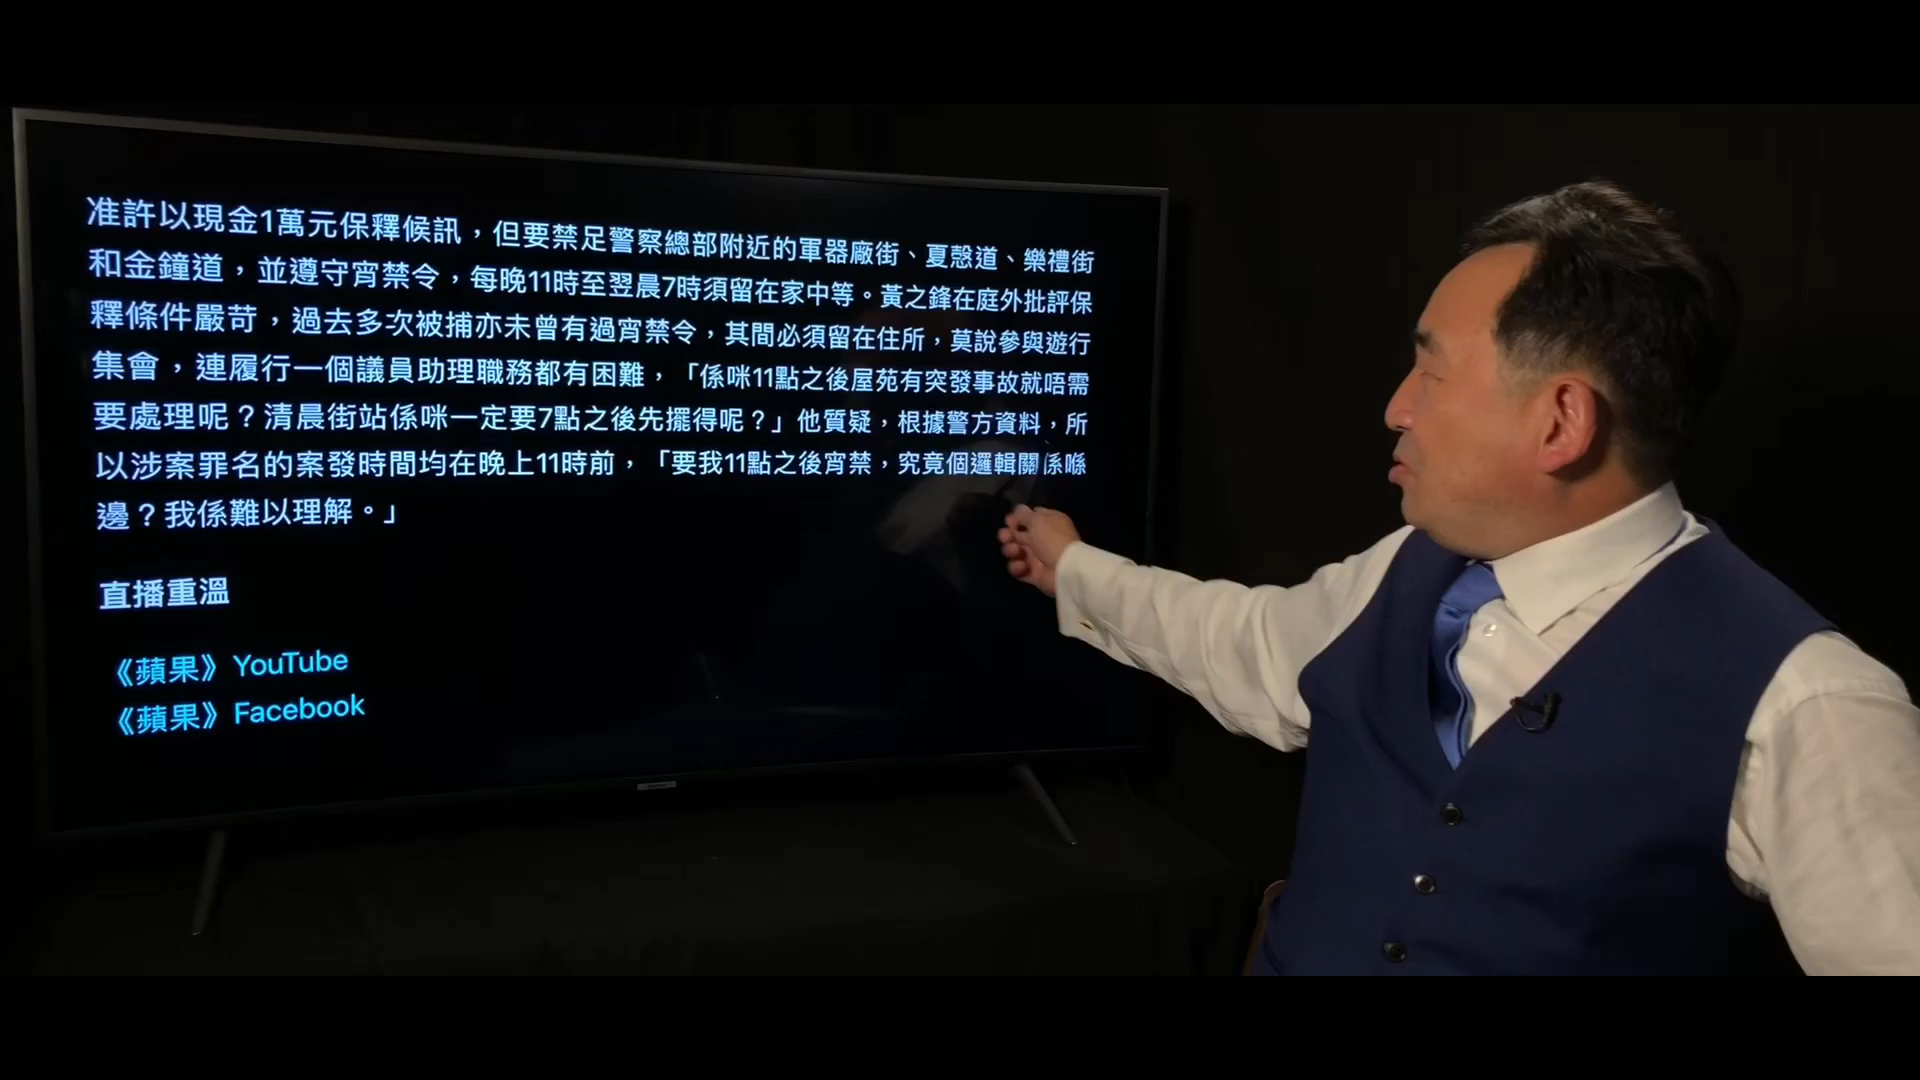 准許以現金1萬元保釋候訊，但要禁足警察總部附近的軍器廠街、夏慤道、樂禮街
和金鐘道，並遵守宵禁令，每晚11時至翌晨7時須留在家中等。黃之鋒在庭外批評保
釋條件嚴苛，過去多次被捕亦未曾有過宵禁令，其間必須留在住所，莫說參與遊行
集會，連履行一個議員助理職務都有困難，「係咪11點之後屋苑有突發事故就唔需
要處理呢？清晨街站係咪一定要7點之後先擺得呢？」他質疑，根據警方資料，所
以涉案罪名的案發時間均在晚上11時前，「要我11點之後宵禁，究竟個邏輯關係喺
邊？我係難以理解。」
直播重溫
《蘋果》YouTube
《蘋果》Facebook